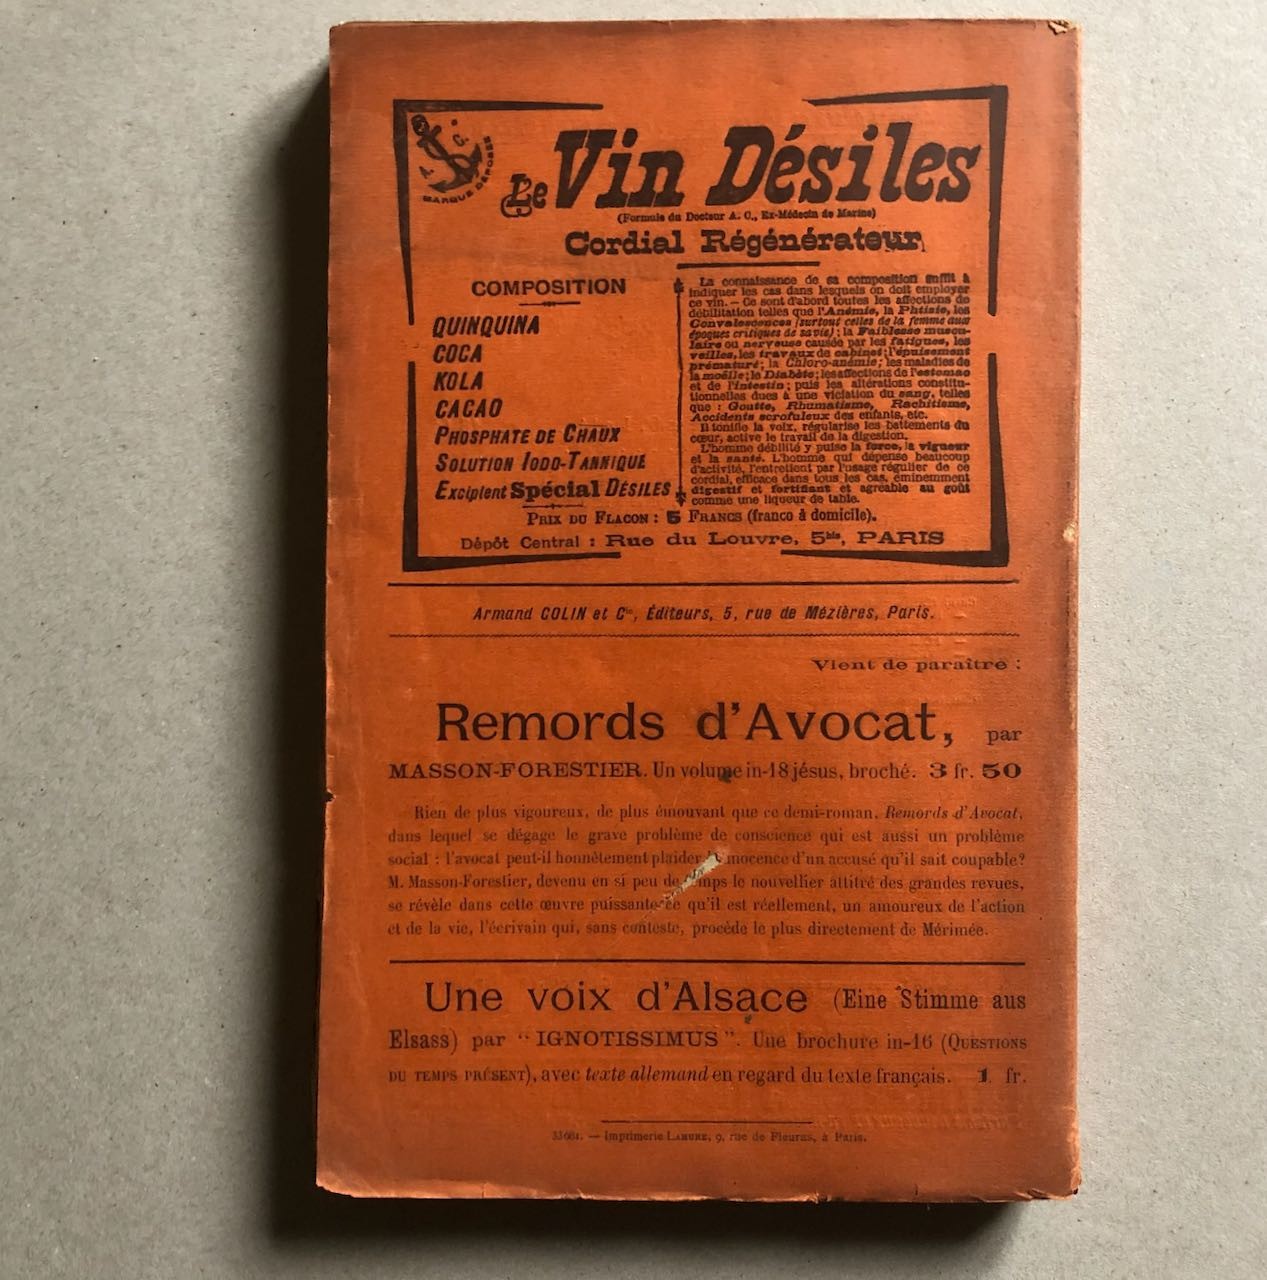 A. C.
MARQUE DÉPOSÉE
Le Vin Désiles
(Formule du Docteur A. C., Ex-Médecin de Marine)
Cordial Régénérateur
COMPOSITION
QUINQUINA
COCA
KOLA
CACAO
PHOSPHATE DE CHAUX
SOLUTION IODO-TANNIQUE
Excipient Spécial DÉSILES
La connaissance de sa composition suffit à
indiquer les cas dans lesquels on doit employer
ce vin. — Ce sont d'abord toutes les affections de
débilitation telles que l'Anémie, la Phtisie, les
Convalescences (surtout celles de la femme aux
époques critiques de sa vie); la Faiblesse muscu-
laire ou nerveuse causée par les fatigues, les
veilles, les travaux de cabinet; l'épuisement
prématuré; la Chloro-anémie; les maladies de
la moëlle; le Diabète; les affections de l'estomac
et de l'intestin; puis les altérations constitu-
tionnelles dues à une viciation du sang, telles
que : Goutte, Rhumatisme, Rachitisme,
Accidents scrofuleux des enfants, etc.
Il tonifie la voix, régularise les battements du
cœur, active le travail de la digestion.
L'homme débilité y puise la force, la vigueur
et la santé. L'homme qui dépense beaucoup
d'activité, l'entretient par l'usage régulier de ce
cordial, efficace dans tous les cas, éminemment
digestif et fortifiant et agréable au goût
comme une liqueur de table.
PRIX DU FLACON : 5 FRANCS (franco à domicile).
Dépôt Central : Rue du Louvre, 5bis, PARIS
Armand COLIN et Cie, Éditeurs, 5, rue de Mézières, Paris.
Vient de paraître :
Remords d'Avocat, par
MASSON-FORESTIER. Un volume in-18 jésus, broché. 3 fr. 50
Rien de plus vigoureux, de plus émouvant que ce demi-roman, Remords d'Avocat,
dans lequel se dégage le grave problème de conscience qui est aussi un problème
social : l'avocat peut-il honnêtement plaider l'innocence d'un accusé qu'il sait coupable?
M. Masson-Forestier, devenu en si peu de temps le nouvellier attitré des grandes revues,
se révèle dans cette œuvre puissante ce qu'il est réellement, un amoureux de l'action
et de la vie, l'écrivain qui, sans conteste, procède le plus directement de Mérimée.
Une voix d'Alsace (Eine Stimme aus
Elsass) par "IGNOTISSIMUS". Une brochure in-16 (QUESTIONS
DU TEMPS PRÉSENT), avec texte allemand en regard du texte français. 1 fr.
— Imprimerie LAHURE, 9, rue de Fleurus, à Paris.